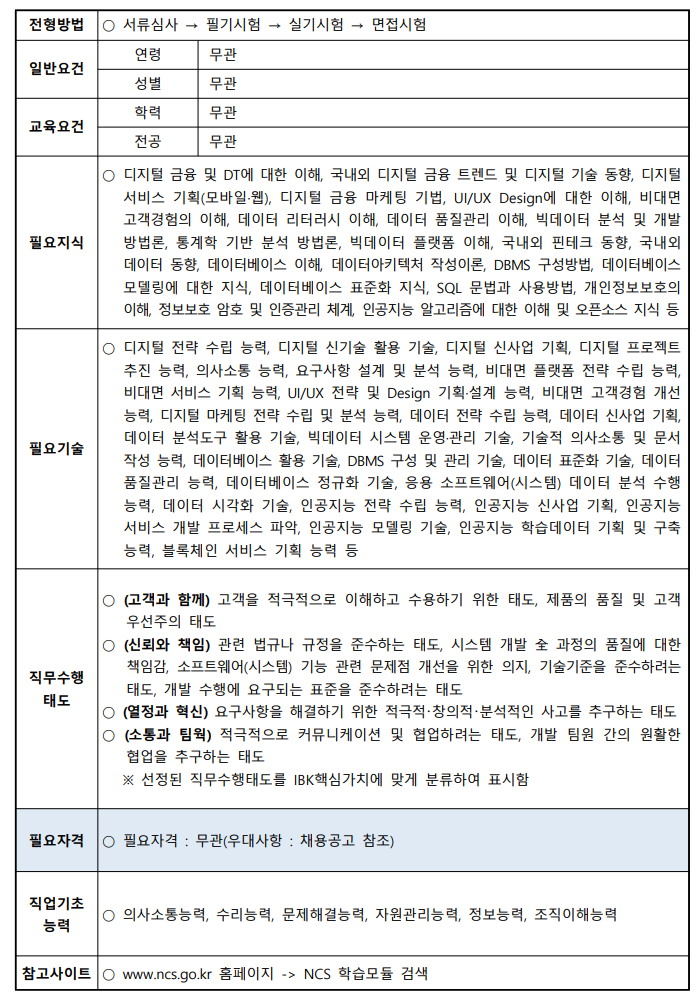 전형방법 ○ 서류심사 → 필기시험 → 실기시험 → 면접시험
일반요건 연령 무관
성별 무관
교육요건 학력 무관
전공 무관
필요지식
○ 디지털 금융 및 DT에 대한 이해, 국내외 디지털 금융 트렌드 및 디지털 기술 동향, 디지털
서비스 기획(모바일·웹), 디지털 금융 마케팅 기법, UI/UX Design에 대한 이해, 비대면
고객경험의 이해, 데이터 리터러시 이해, 데이터 품질관리 이해, 빅데이터 분석 및 개발
방법론, 통계학 기반 분석 방법론, 빅데이터 플랫폼 이해, 국내외 핀테크 동향, 국내외
데이터 동향, 데이터베이스 이해, 데이터아키텍처 작성이론, DBMS 구성방법, 데이터베이스
모델링에 대한 지식, 데이터베이스 표준화 지식, SQL 문법과 사용방법, 개인정보보호의
이해, 정보보호 암호 및 인증관리 체계, 인공지능 알고리즘에 대한 이해 및 오픈소스 지식 등
필요기술
○ 디지털 전략 수립 능력, 디지털 신기술 활용 기술, 디지털 신사업 기획, 디지털 프로젝트
추진 능력, 의사소통 능력, 요구사항 설계 및 분석 능력, 비대면 플랫폼 전략 수립 능력,
비대면 서비스 기획 능력, UI/UX 전략 및 Design 기획·설계 능력, 비대면 고객경험 개선
능력, 디지털 마케팅 전략 수립 및 분석 능력, 데이터 전략 수립 능력, 데이터 신사업 기획,
데이터 분석도구 활용 기술, 빅데이터 시스템 운영·관리 기술, 기술적 의사소통 및 문서
작성 능력, 데이터베이스 활용 기술, DBMS 구성 및 관리 기술, 데이터 표준화 기술, 데이터
품질관리 능력, 데이터베이스 정규화 기술, 응용 소프트웨어(시스템) 데이터 분석 수행
능력, 데이터 시각화 기술, 인공지능 전략 수립 능력, 인공지능 신사업 기획, 인공지능
서비스 개발 프로세스 파악, 인공지능 모델링 기술, 인공지능 학습데이터 기획 및 구축
능력, 블록체인 서비스 기획 능력 등
직무수행
태도
○ (고객과 함께) 고객을 적극적으로 이해하고 수용하기 위한 태도, 제품의 품질 및 고객
우선주의 태도
○ (신뢰와 책임) 관련 법규나 규정을 준수하는 태도, 시스템 개발 全 과정의 품질에 대한
책임감, 소프트웨어(시스템) 기능 관련 문제점 개선을 위한 의지, 기술기준을 준수하려는
태도, 개발 수행에 요구되는 표준을 준수하려는 태도
○ (열정과 혁신) 요구사항을 해결하기 위한 적극적·창의적·분석적인 사고를 추구하는 태도
○ (소통과 팀웍) 적극적으로 커뮤니케이션 및 협업하려는 태도, 개발 팀원 간의 원활한
협업을 추구하는 태도
※ 선정된 직무수행태도를 IBK핵심가치에 맞게 분류하여 표시함
필요자격 ○ 필요자격 : 무관(우대사항 : 채용공고 참조)
직업기초
능력
○ 의사소통능력, 수리능력, 문제해결능력, 자원관리능력, 정보능력, 조직이해능력
참고사이트 ○ www.ncs.go.kr 홈페이지 -> NCS 학습모듈 검색